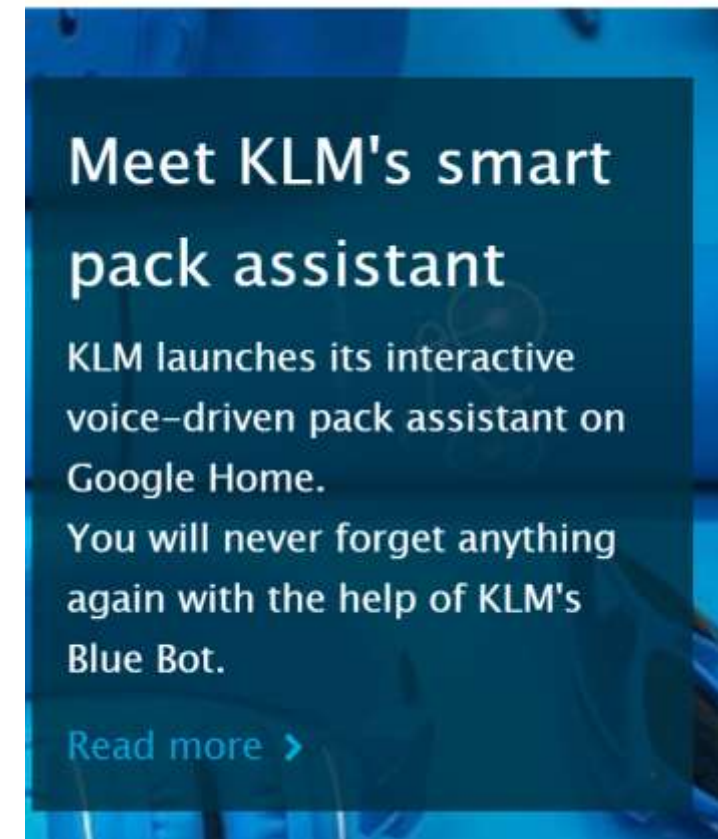 Meet KLM's smart
pack assistant
KLM launches its interactive
voice-driven pack assistant on
Google Home.
You will never forget anything
again with the help of KLM's
Blue Bot.
Read more >